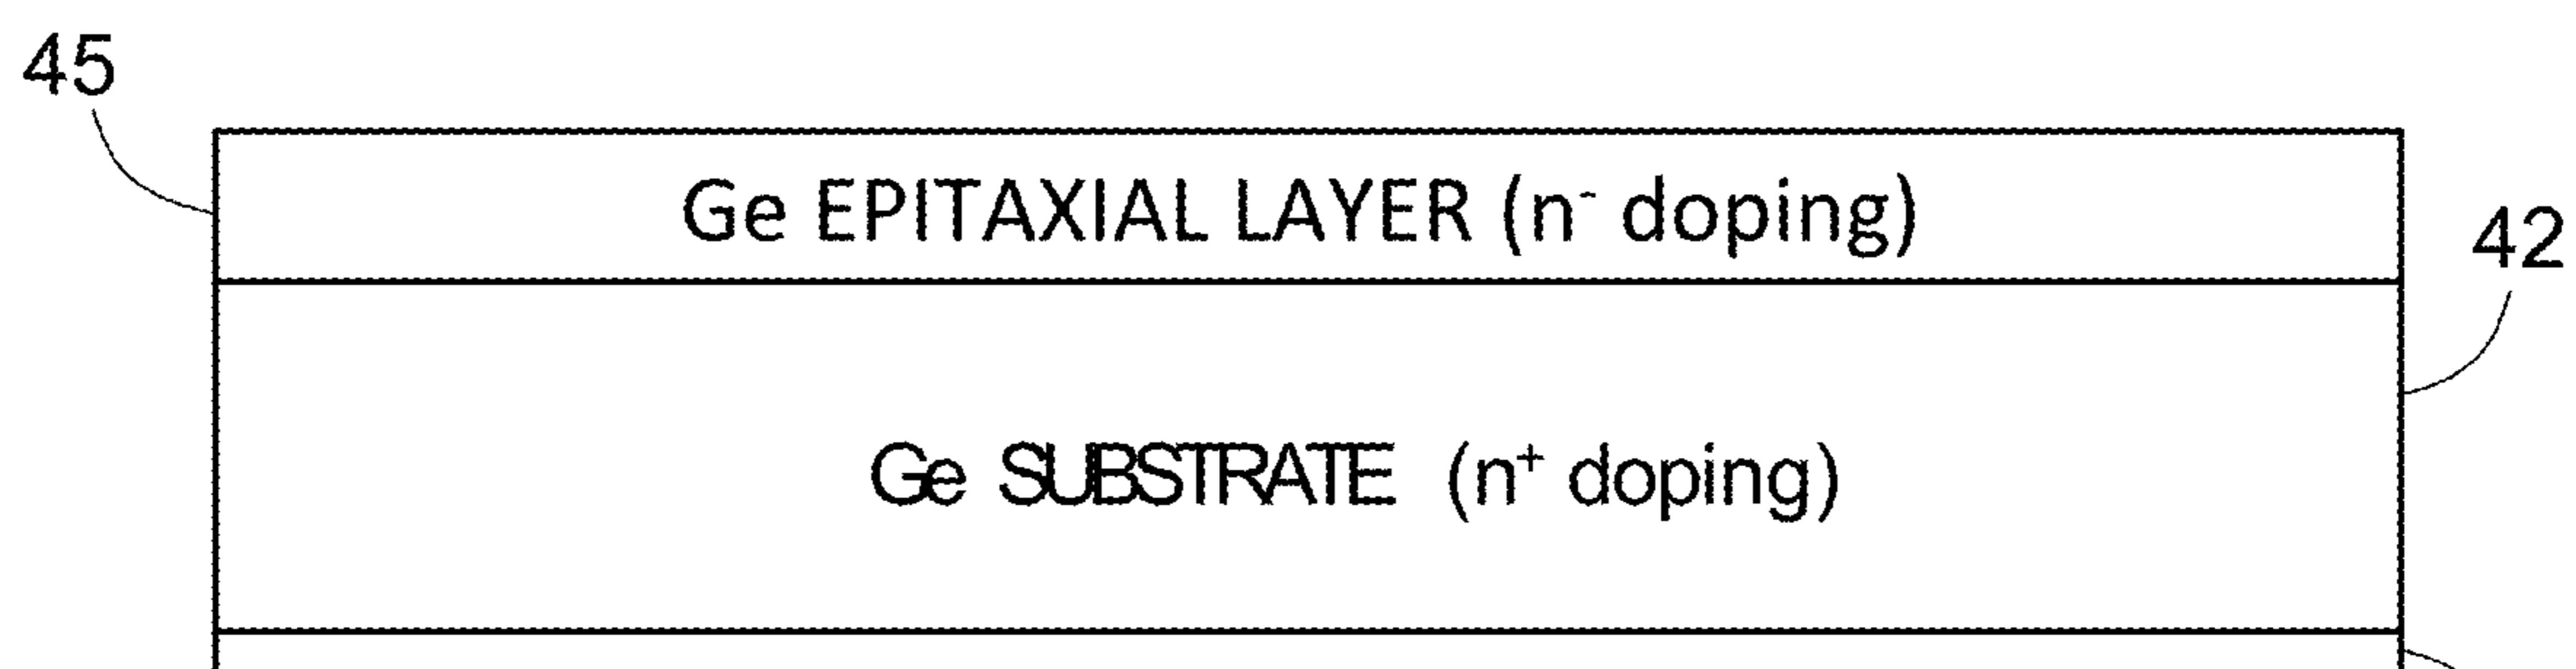 45
Ge EPITAXIAL LAYER (n⁻ doping)
42
Ge SUBSTRATE (n⁺ doping)